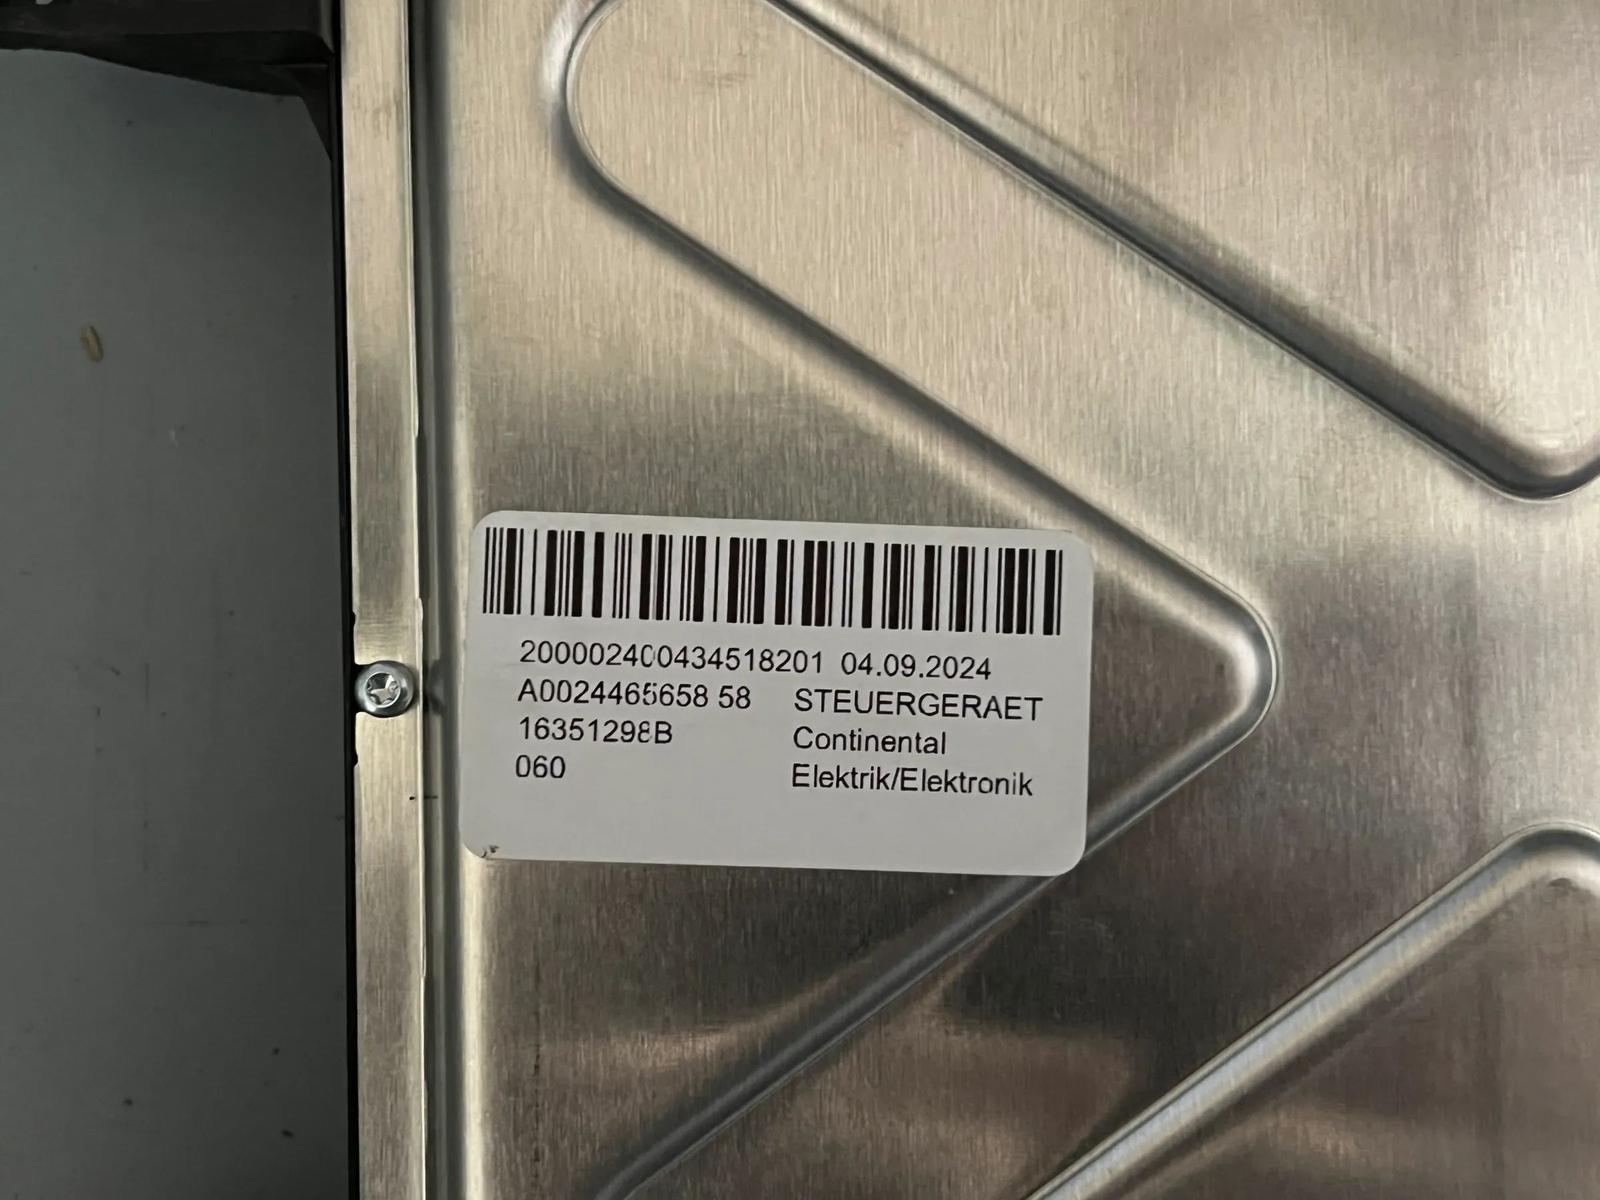 200002400434518201 04.09.2024
A0024465658 58 STEUERGERAET
16351298B Continental
060 Elektrik/Elektronik